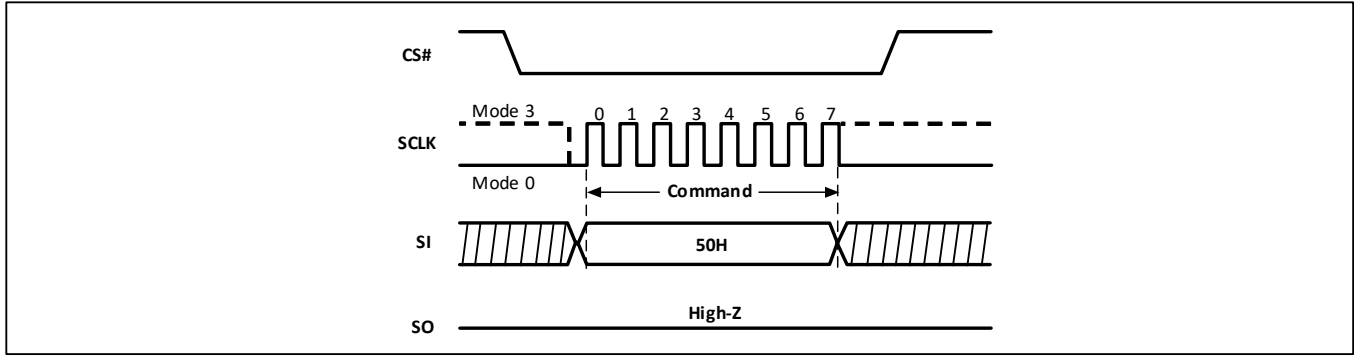 CS#
Mode 3
0 1 2 3 4 5 6 7
SCLK
Mode 0
Command
SI
50H
High-Z
SO